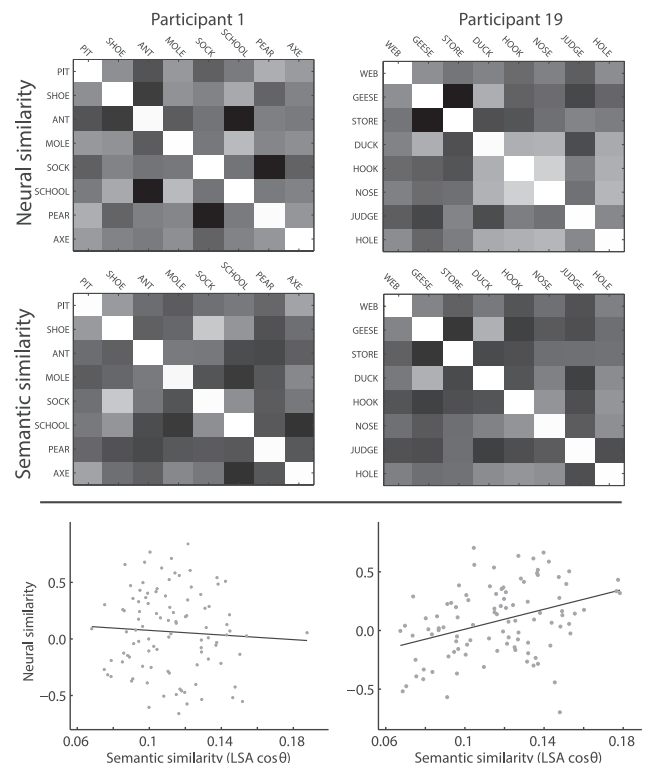 Participant 1
Participant 19
PIT SHOE ANT MOLE SOCK SCHOOL PEAR AXE
WEB GEESE STORE DUCK HOOK NOSE JUDGE HOLE
Neural similarity
PIT
SHOE
ANT
MOLE
SOCK
SCHOOL
PEAR
AXE
WEB
GEESE
STORE
DUCK
HOOK
NOSE
JUDGE
HOLE
PIT SHOE ANT MOLE SOCK SCHOOL PEAR AXE
WEB GEESE STORE DUCK HOOK NOSE JUDGE HOLE
Semantic similarity
PIT
SHOE
ANT
MOLE
SOCK
SCHOOL
PEAR
AXE
WEB
GEESE
STORE
DUCK
HOOK
NOSE
JUDGE
HOLE
Neural similarity
0.5
0.0
−0.5
0.06 0.1 0.14 0.18
Semantic similarity (LSA cosθ)
0.5
0.0
−0.5
0.06 0.1 0.14 0.18
Semantic similarity (LSA cosθ)